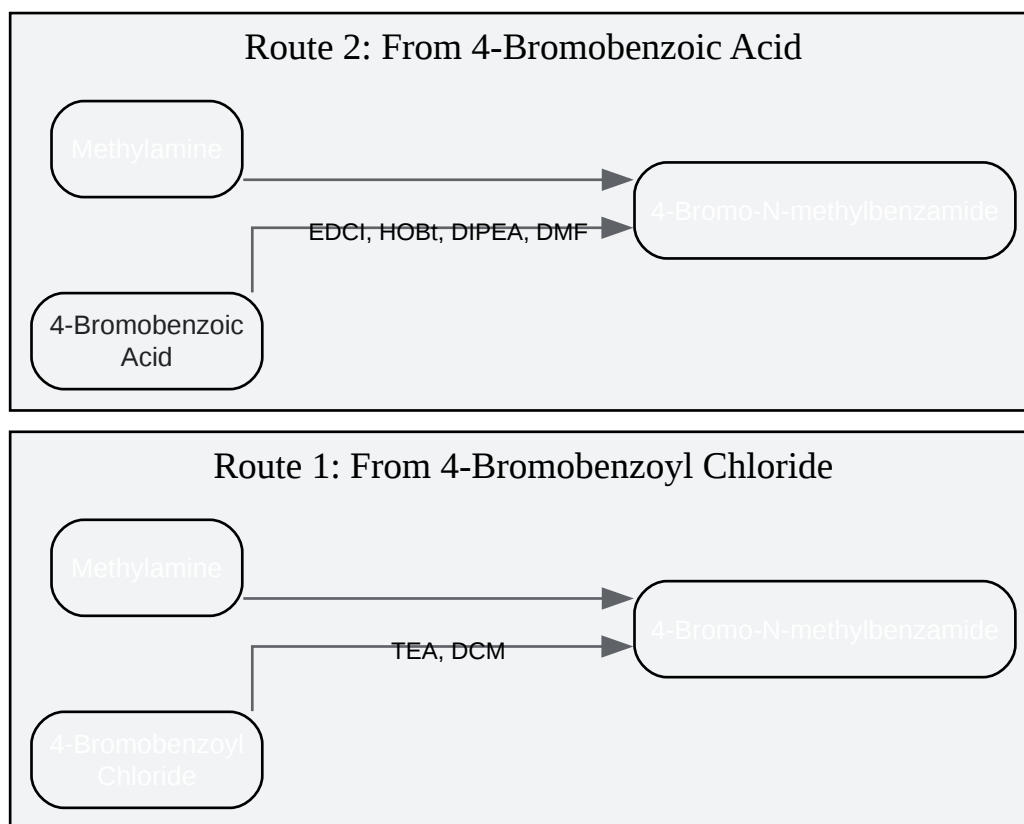 Route 2: From 4-Bromobenzoic Acid
Methylamine
4-Bromo-N-methylbenzamide
EDCI, HOBt, DIPEA, DMF
4-Bromobenzoic
Acid
Route 1: From 4-Bromobenzoyl Chloride
Methylamine
4-Bromo-N-methylbenzamide
TEA, DCM
4-Bromobenzoyl
Chloride